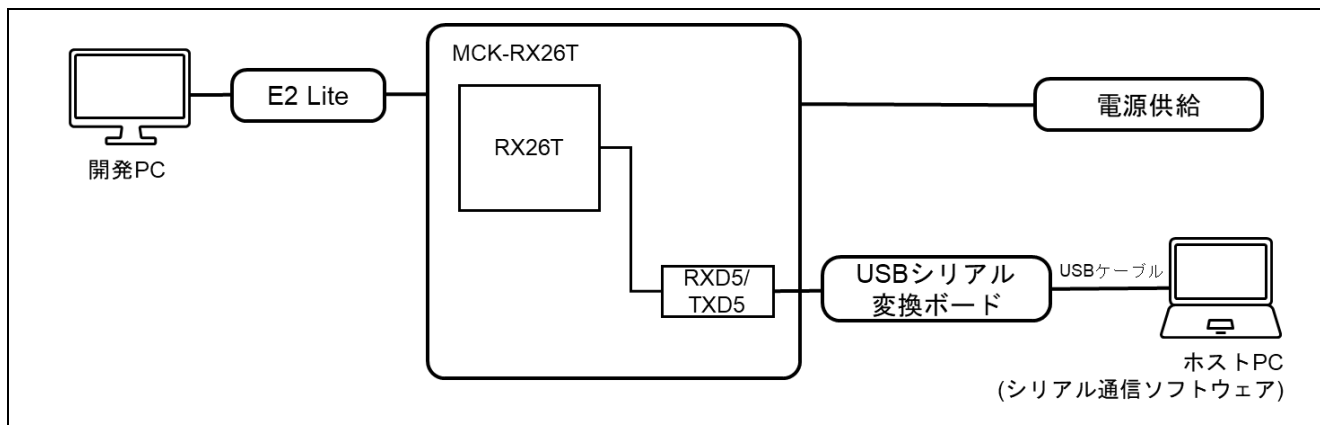 MCK-RX26T
E2 Lite
電源供給
RX26T
開発PC
RXD5/
TXD5
USBシリアル
変換ボード
USBケーブル
ホストPC
(シリアル通信ソフトウェア)